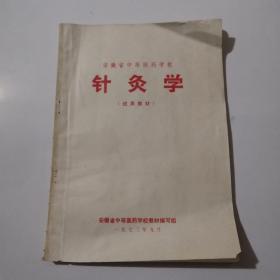 安徽省中等医药学校
针灸学
（试用教材）
安徽省中等医药学校教材编写组
一九七三年九月